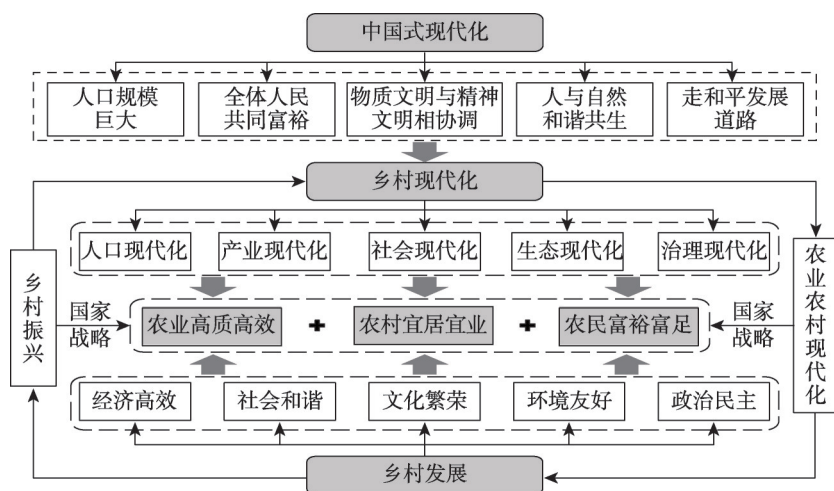 中国式现代化
人口规模
巨大
全体人民
共同富裕
物质文明与精神
文明相协调
人与自然
和谐共生
走和平发展
道路
乡村现代化
人口现代化
产业现代化
社会现代化
生态现代化
治理现代化
乡村振兴
国家
战略
农业高质高效
+
农村宜居宜业
+
农民富裕富足
国家
战略
农业农村现代化
经济高效
社会和谐
文化繁荣
环境友好
政治民主
乡村发展